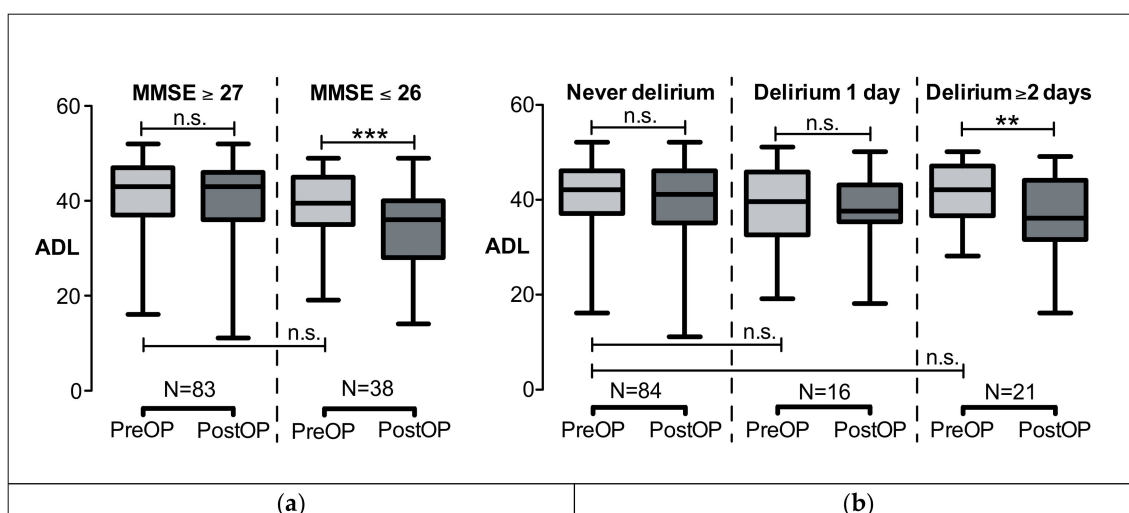 MMSE ≥ 27
MMSE ≤ 26
n.s.
***
60
40
ADL
20
0
n.s.
N=83
N=38
PreOP
PostOP
PreOP
PostOP
Never delirium
Delirium 1 day
Delirium ≥2 days
n.s.
n.s.
**
60
40
ADL
20
0
n.s.
n.s.
N=84
N=16
N=21
PreOP
PostOP
PreOP
PostOP
PreOP
PostOP
(a)
(b)